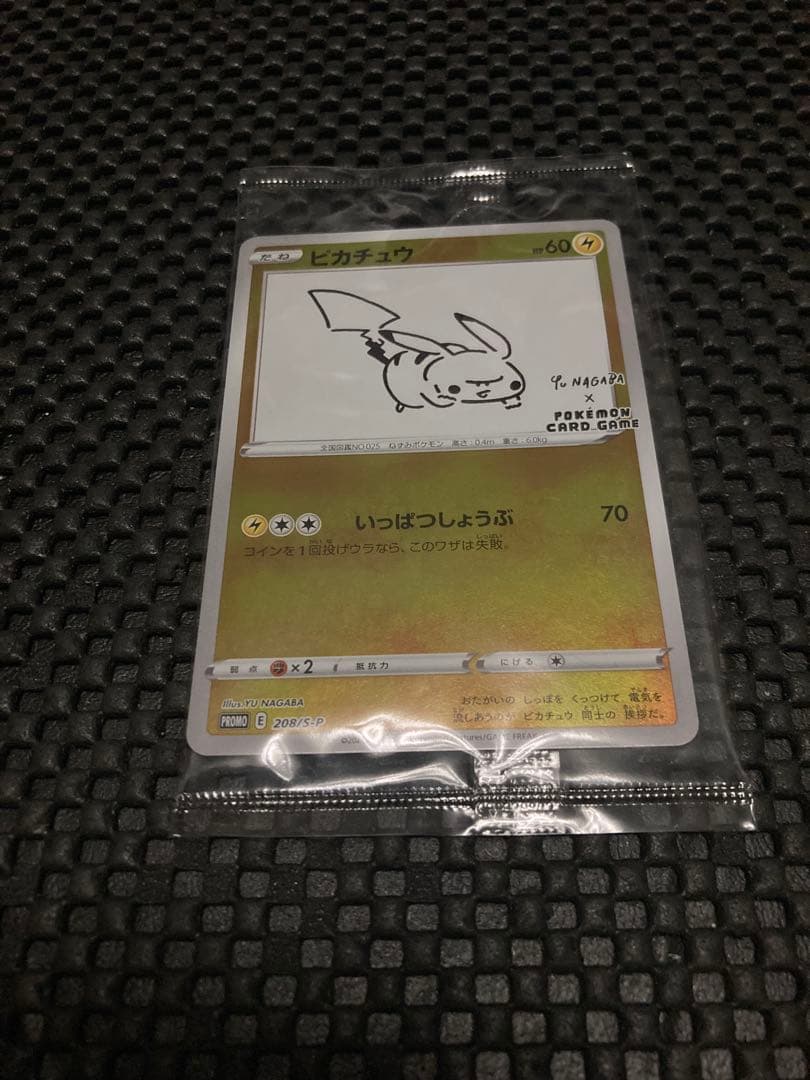 たね ピカチュウ HP60
Yu NAGABA
×
POKÉMON
CARD GAME
全国図鑑NO.025 ねずみポケモン 高さ:0.4m 重さ:6.0kg
いっぱつしょうぶ 70
コインを1回投げウラなら、このワザは失敗。
弱点 ×2 抵抗力 にげる
Illus. YU NAGABA
PROMO E 208/S-P
おたがいの しっぽを くっつけて 電気を
流しあうのが ピカチュウ 同士の 挨拶だ。